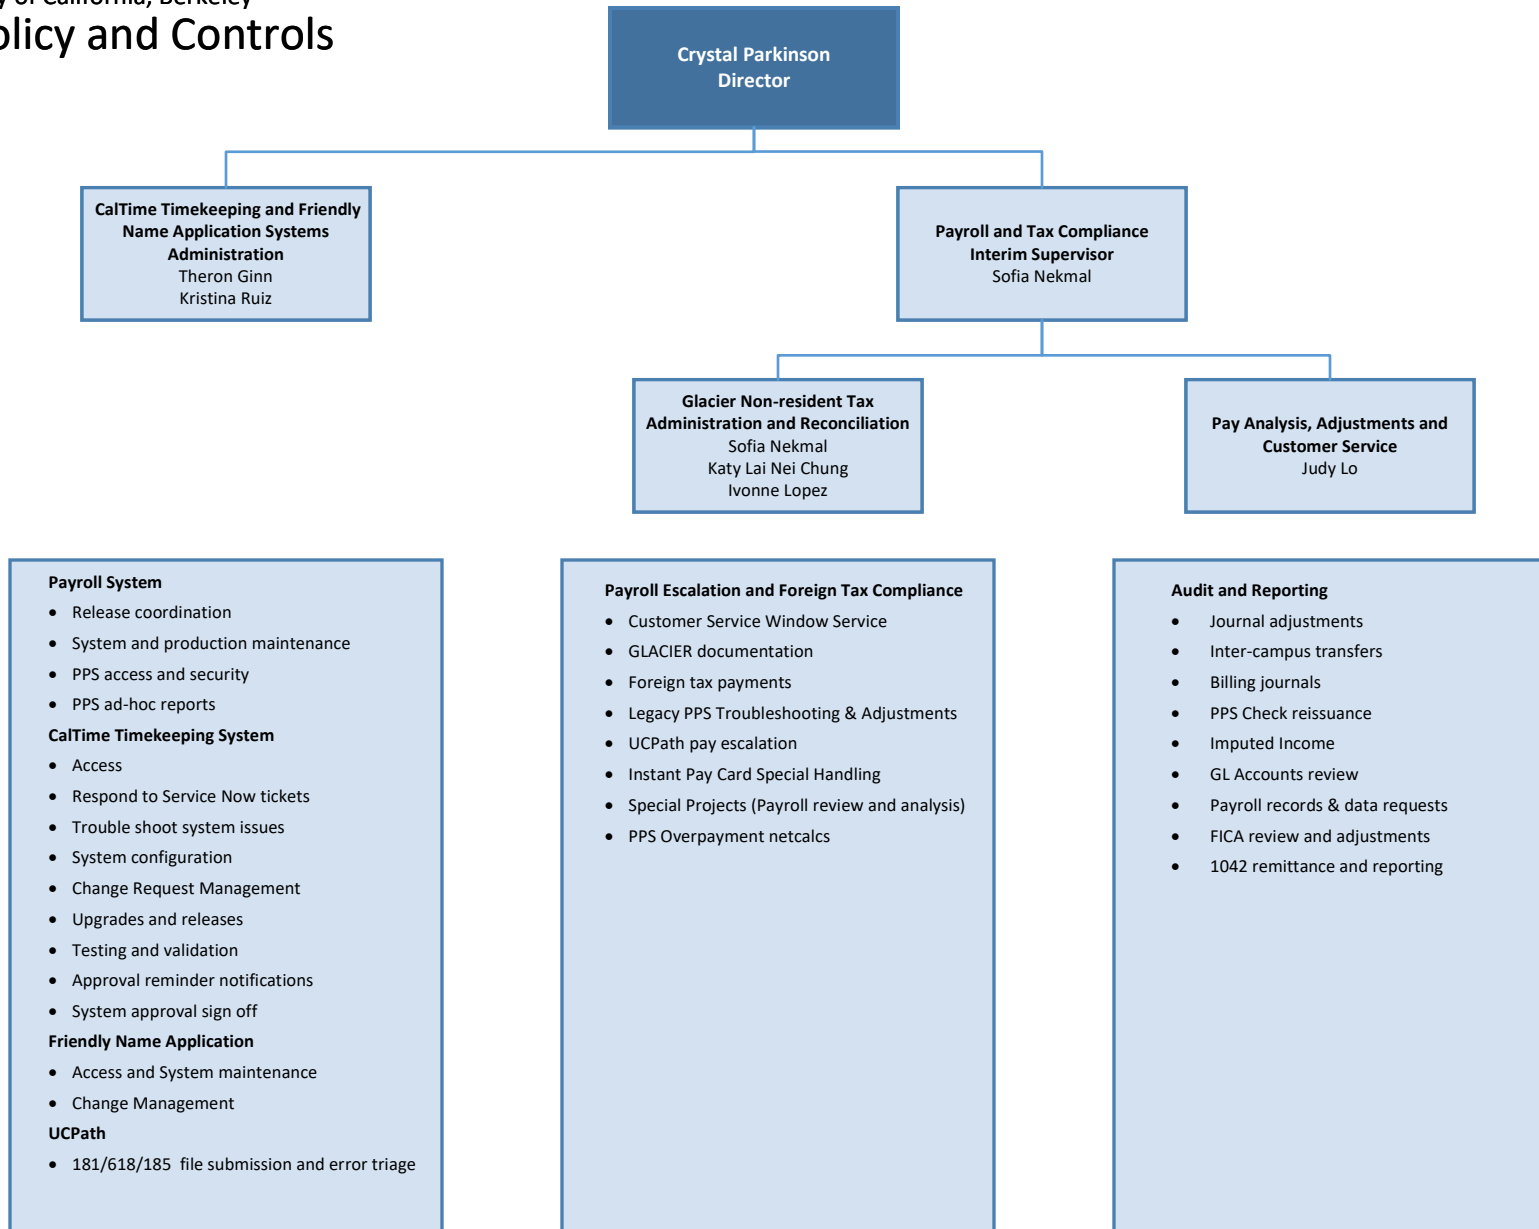 of California, Berkeley
and Controls
Crystal Parkinson
Director
CalTime Timekeeping and Friendly
Name Application Systems
Administration
Theron Ginn
Kristina Ruiz
Payroll and Tax Compliance
Interim Supervisor
Sofia Nekmal
Glacier Non-resident Tax
Administration and Reconciliation
Sofia Nekmal
Katy Lai Nei Chung
Ivonne Lopez
Pay Analysis, Adjustments and
Customer Service
Judy Lo
Payroll System
• Release coordination
• System and production maintenance
• PPS access and security
• PPS ad-hoc reports
CalTime Timekeeping System
• Access
• Respond to Service Now tickets
• Trouble shoot system issues
• System configuration
• Change Request Management
• Upgrades and releases
• Testing and validation
• Approval reminder notifications
• System approval sign off
Friendly Name Application
• Access and System maintenance
• Change Management
UCPath
• 181/618/185 file submission and error triage
Payroll Escalation and Foreign Tax Compliance
• Customer Service Window Service
• GLACIER documentation
• Foreign tax payments
• Legacy PPS Troubleshooting & Adjustments
• UCPath pay escalation
• Instant Pay Card Special Handling
• Special Projects (Payroll review and analysis)
• PPS Overpayment netcalcs
Audit and Reporting
• Journal adjustments
• Inter-campus transfers
• Billing journals
• PPS Check reissuance
• Imputed Income
• GL Accounts review
• Payroll records & data requests
• FICA review and adjustments
• 1042 remittance and reporting